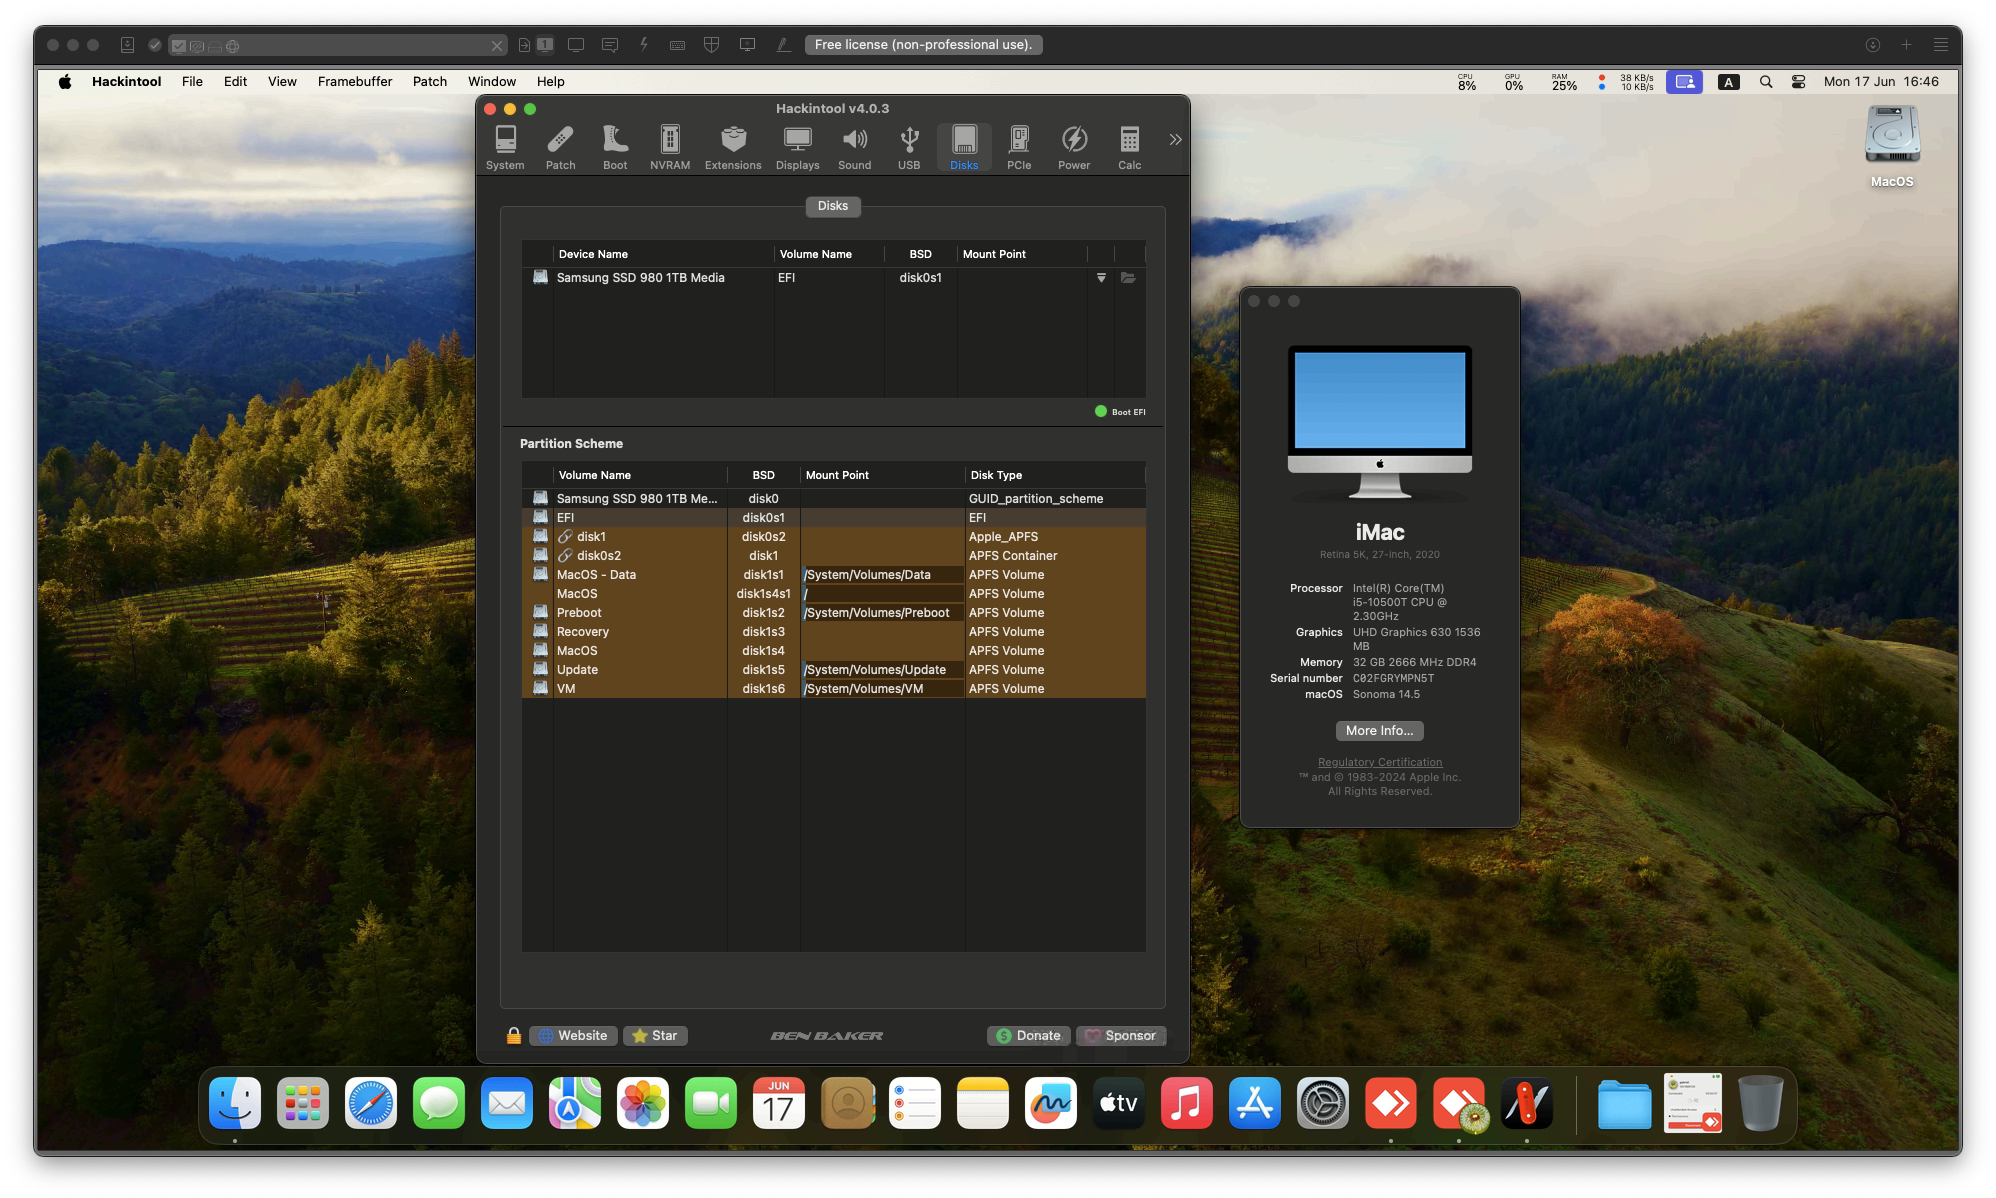 1
Free license (non-professional use).
Hackintool File Edit View Framebuffer Patch Window Help
CPU 8% GPU 0% RAM 25% 38 KB/s 10 KB/s A Mon 17 Jun 16:46
MacOS
Hackintool v4.0.3
System Patch Boot NVRAM Extensions Displays Sound USB Disks PCIe Power Calc
Disks
Device Name Volume Name BSD Mount Point
Samsung SSD 980 1TB Media EFI disk0s1
Boot EFI
Partition Scheme
Volume Name BSD Mount Point Disk Type
Samsung SSD 980 1TB Me... disk0 GUID_partition_scheme
EFI disk0s1 EFI
disk1 disk0s2 Apple_APFS
disk0s2 disk1 APFS Container
MacOS - Data disk1s1 /System/Volumes/Data APFS Volume
MacOS disk1s4s1 / APFS Volume
Preboot disk1s2 /System/Volumes/Preboot APFS Volume
Recovery disk1s3 APFS Volume
MacOS disk1s4 APFS Volume
Update disk1s5 /System/Volumes/Update APFS Volume
VM disk1s6 /System/Volumes/VM APFS Volume
Website Star BEN BAKER Donate Sponsor
iMac
Retina 5K, 27-inch, 2020
Processor Intel(R) Core(TM)
i5-10500T CPU @
2.30GHz
Graphics UHD Graphics 630 1536
MB
Memory 32 GB 2666 MHz DDR4
Serial number C02FGRYMPN5T
macOS Sonoma 14.5
More Info...
Regulatory Certification
™ and © 1983-2024 Apple Inc.
All Rights Reserved.
JUN
17
tv